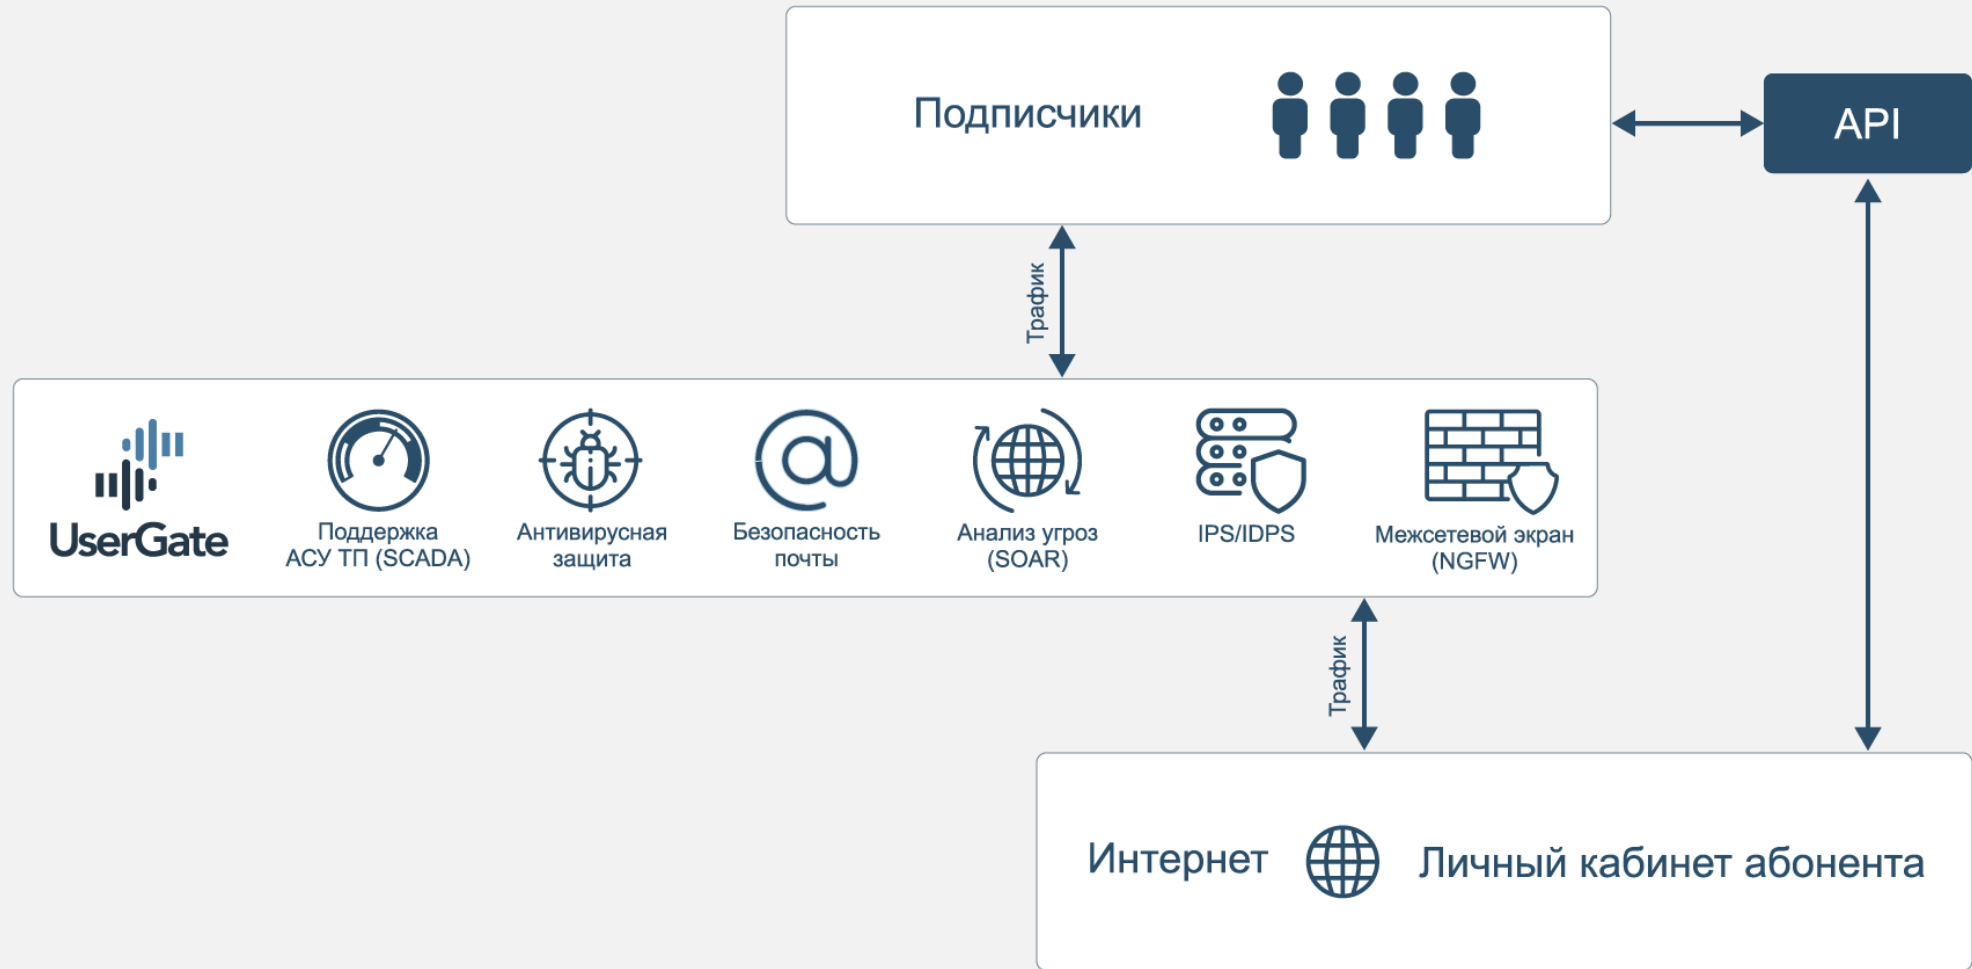 Подписчики
API
Трафик
UserGate
Поддержка
АСУ ТП (SCADA)
Антивирусная
защита
Безопасность
почты
Анализ угроз
(SOAR)
IPS/IDPS
Межсетевой экран
(NGFW)
Трафик
Интернет
Личный кабинет абонента